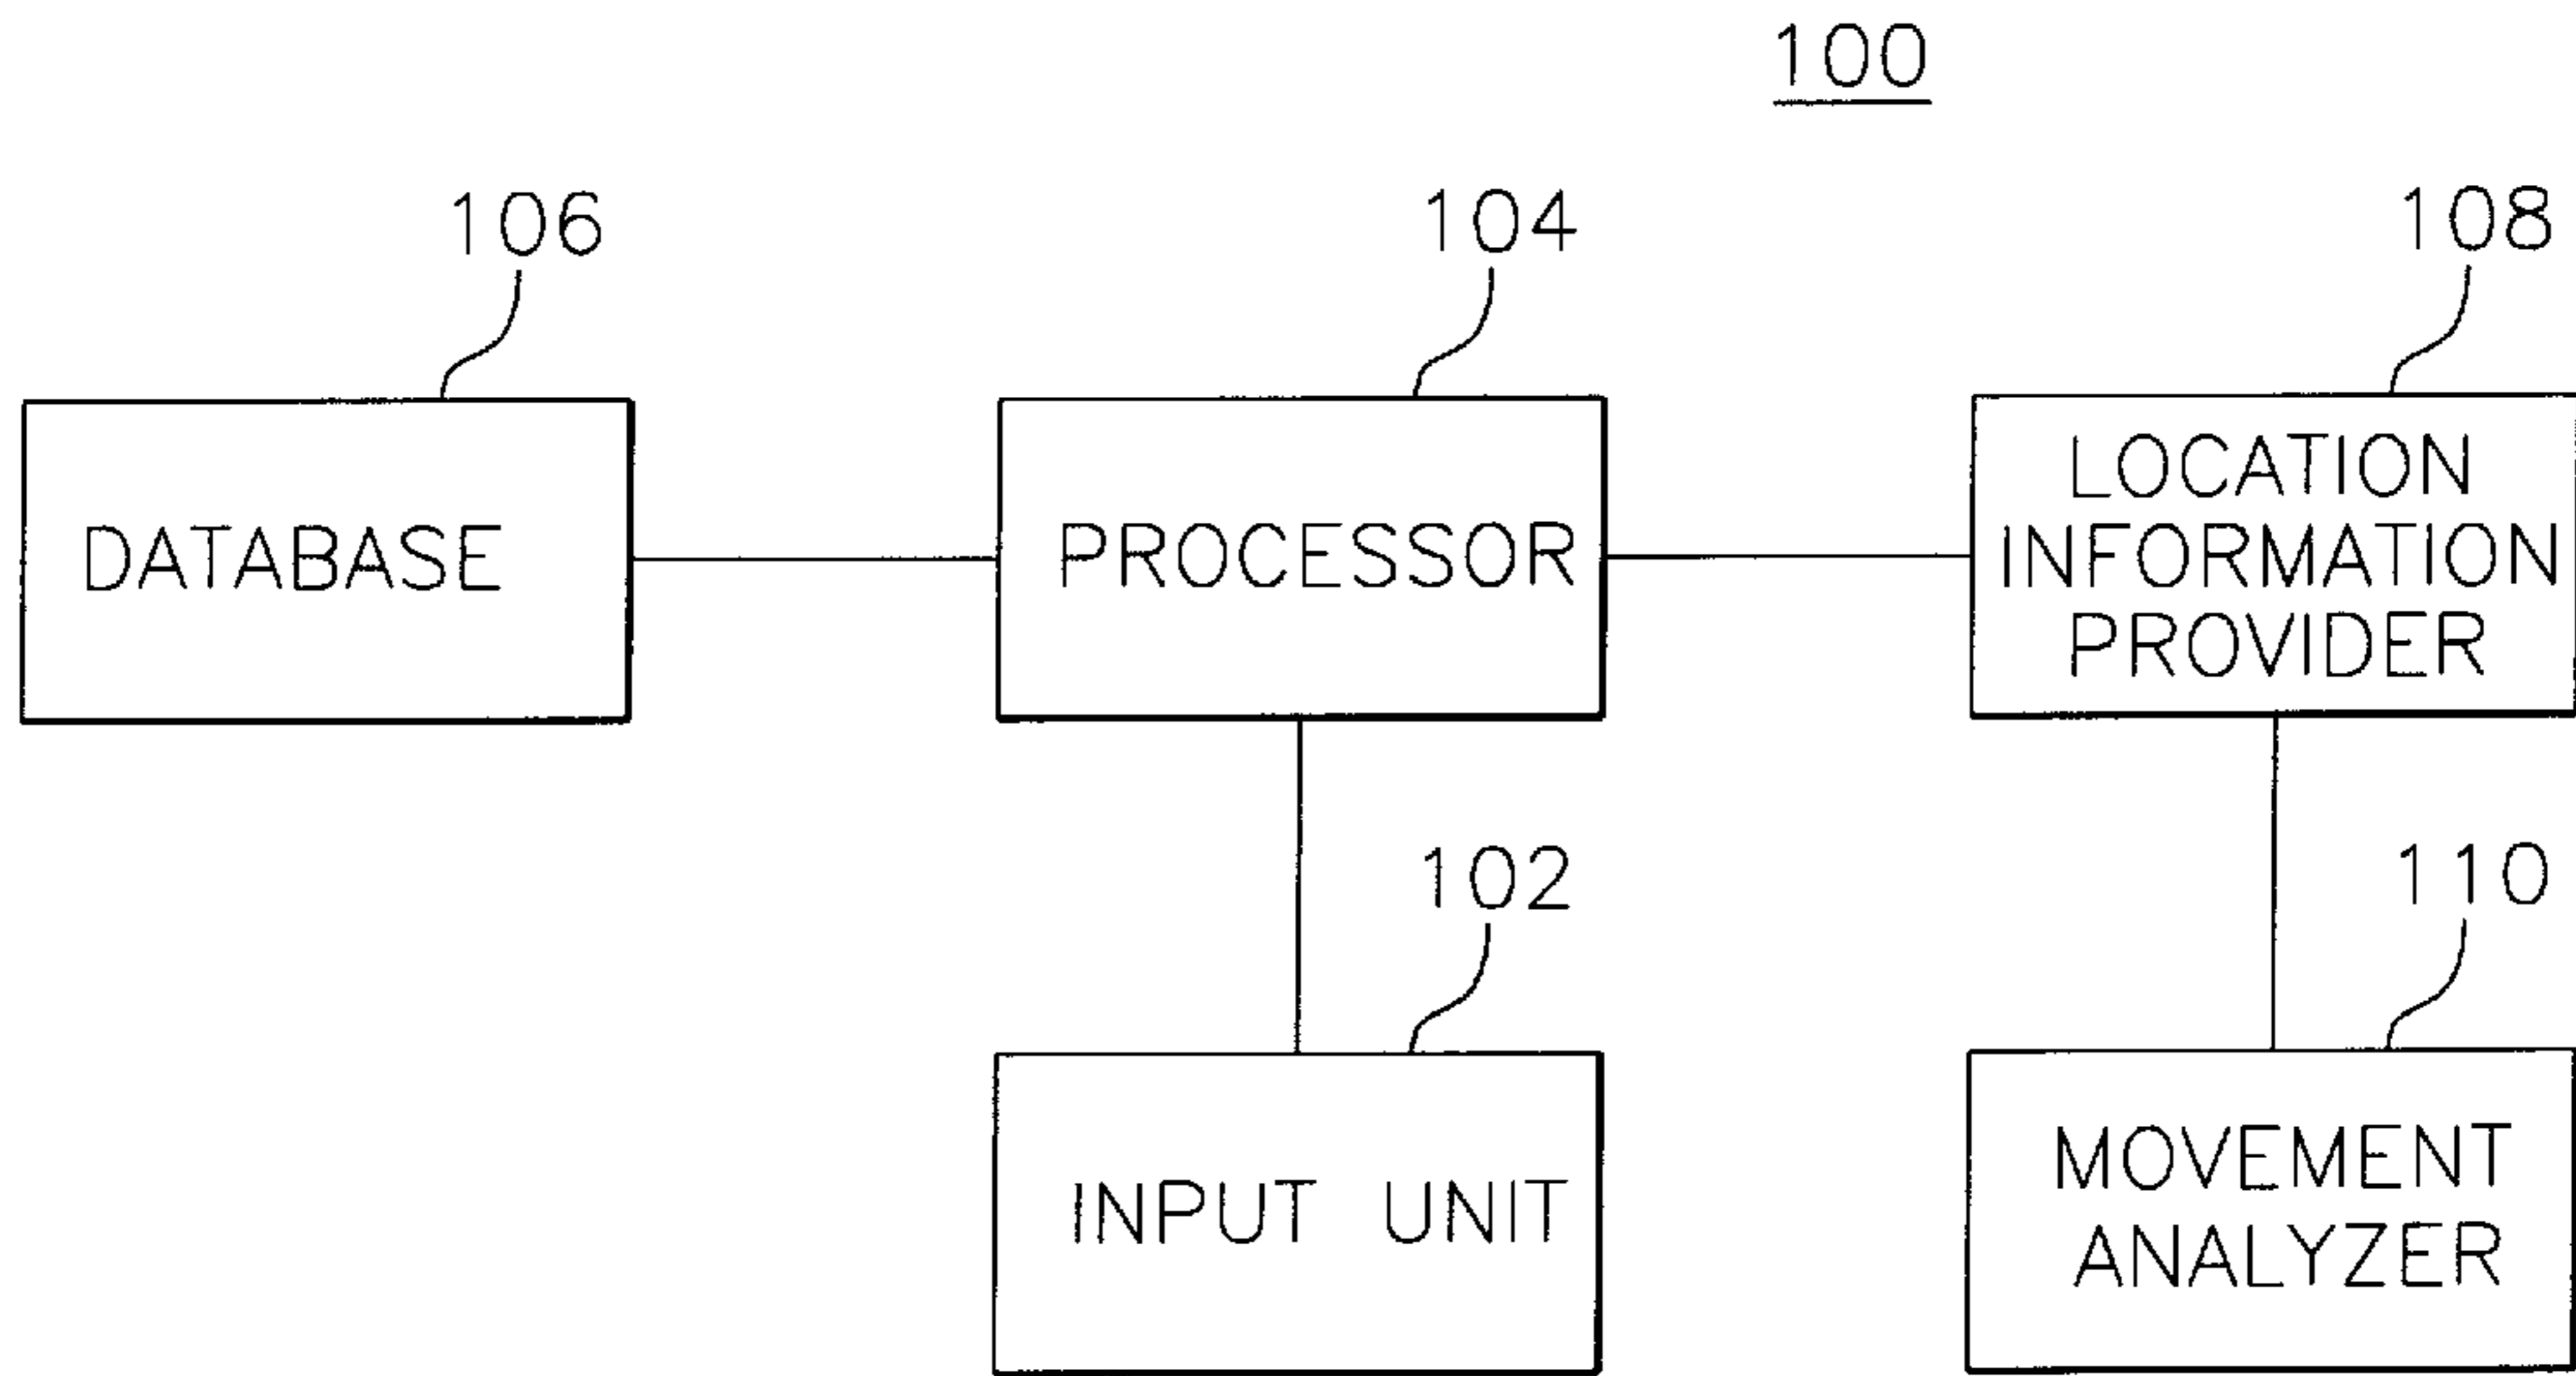 100
106
104
108
DATABASE
PROCESSOR
LOCATION
INFORMATION
PROVIDER
102
110
INPUT UNIT
MOVEMENT
ANALYZER